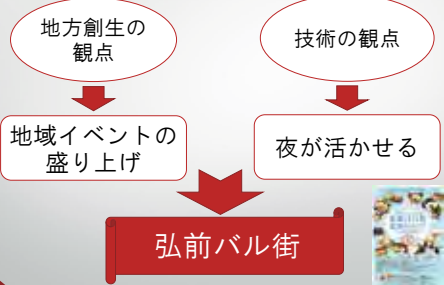 地方創生の
観点
技術の観点
地域イベントの
盛り上げ
夜が活かせる
弘前バル街